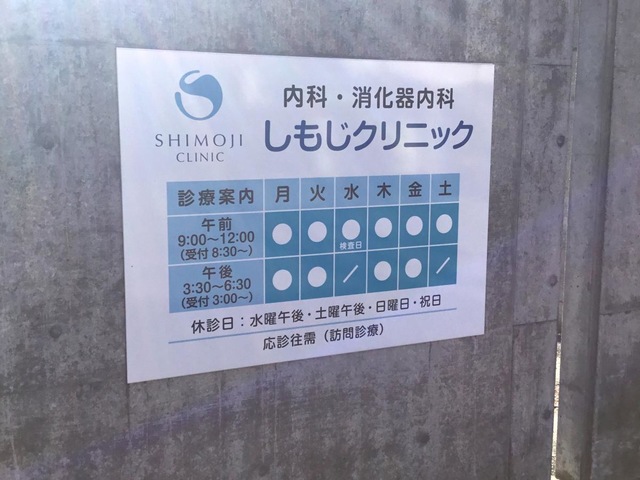 SHIMOJI
CLINIC
内科・消化器内科
しもじクリニック
診療案内 月 火 水 木 金 土
午前
9:00〜12:00
(受付 8:30〜)
検査日
午後
3:30〜6:30
(受付 3:00〜)
休診日：水曜午後・土曜午後・日曜日・祝日
応診往需（訪問診療）